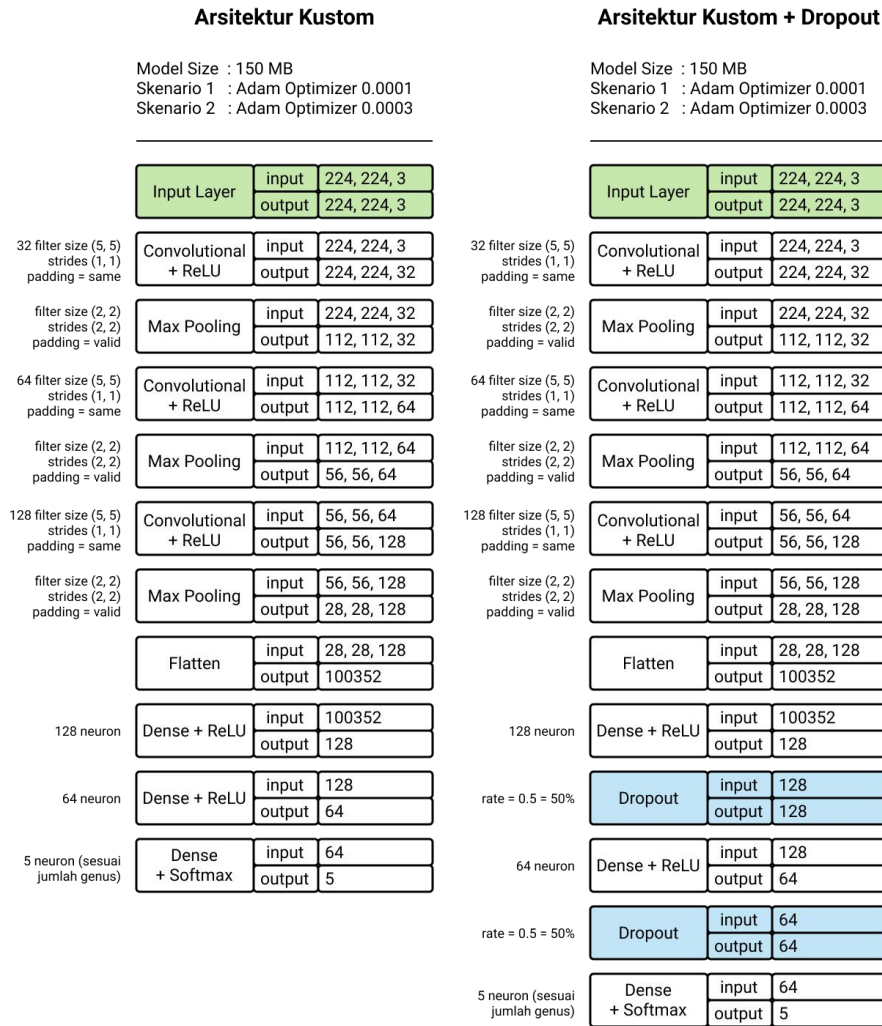 Arsitektur Kustom
Model Size : 150 MB
Skenario 1 : Adam Optimizer 0.0001
Skenario 2 : Adam Optimizer 0.0003
Input Layer
input 224, 224, 3
output 224, 224, 3
32 filter size (5, 5)
strides (1, 1)
padding = same
Convolutional
+ ReLU
input 224, 224, 3
output 224, 224, 32
filter size (2, 2)
strides (2, 2)
padding = valid
Max Pooling
input 224, 224, 32
output 112, 112, 32
64 filter size (5, 5)
strides (1, 1)
padding = same
Convolutional
+ ReLU
input 112, 112, 32
output 112, 112, 64
filter size (2, 2)
strides (2, 2)
padding = valid
Max Pooling
input 112, 112, 64
output 56, 56, 64
128 filter size (5, 5)
strides (1, 1)
padding = same
Convolutional
+ ReLU
input 56, 56, 64
output 56, 56, 128
filter size (2, 2)
strides (2, 2)
padding = valid
Max Pooling
input 56, 56, 128
output 28, 28, 128
Flatten
input 28, 28, 128
output 100352
128 neuron
Dense + ReLU
input 100352
output 128
64 neuron
Dense + ReLU
input 128
output 64
5 neuron (sesuai
jumlah genus)
Dense
+ Softmax
input 64
output 5
Arsitektur Kustom + Dropout
Model Size : 150 MB
Skenario 1 : Adam Optimizer 0.0001
Skenario 2 : Adam Optimizer 0.0003
Input Layer
input 224, 224, 3
output 224, 224, 3
32 filter size (5, 5)
strides (1, 1)
padding = same
Convolutional
+ ReLU
input 224, 224, 3
output 224, 224, 32
filter size (2, 2)
strides (2, 2)
padding = valid
Max Pooling
input 224, 224, 32
output 112, 112, 32
64 filter size (5, 5)
strides (1, 1)
padding = same
Convolutional
+ ReLU
input 112, 112, 32
output 112, 112, 64
filter size (2, 2)
strides (2, 2)
padding = valid
Max Pooling
input 112, 112, 64
output 56, 56, 64
128 filter size (5, 5)
strides (1, 1)
padding = same
Convolutional
+ ReLU
input 56, 56, 64
output 56, 56, 128
filter size (2, 2)
strides (2, 2)
padding = valid
Max Pooling
input 56, 56, 128
output 28, 28, 128
Flatten
input 28, 28, 128
output 100352
128 neuron
Dense + ReLU
input 100352
output 128
rate = 0.5 = 50%
Dropout
input 128
output 128
64 neuron
Dense + ReLU
input 128
output 64
rate = 0.5 = 50%
Dropout
input 64
output 64
5 neuron (sesuai
jumlah genus)
Dense
+ Softmax
input 64
output 5